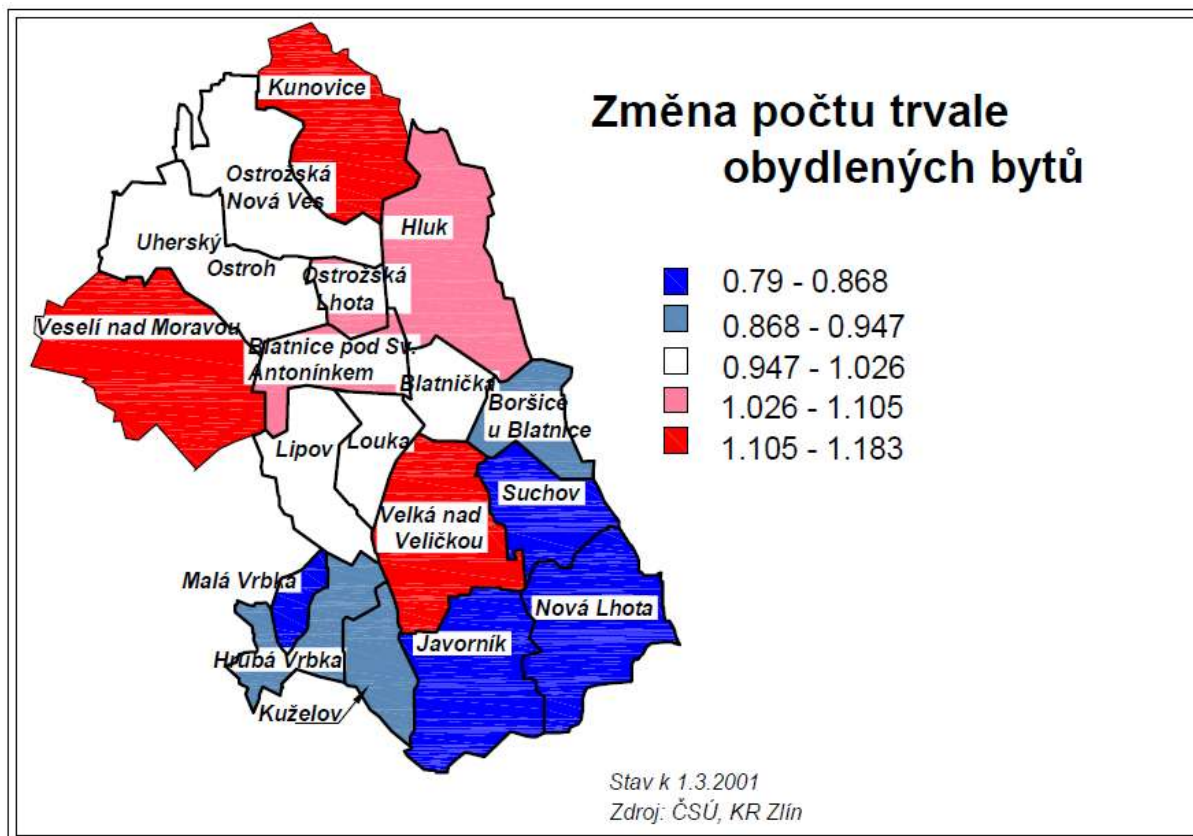 Změna počtu trvale
obydlených bytů
Kunovice
Ostrožská
Nová Ves
Hluk
Uherský
Ostroh
Ostrožská
Lhota
Veselí nad Moravou
Blatnice pod Sv.
Antonínkem
Blatnička
Boršice
u Blatnice
Lipov
Louka
Suchov
Velká nad
Veličkou
Malá Vrbka
Nová Lhota
Javorník
Hrubá Vrbka
Kuželov
0.79 - 0.868
0.868 - 0.947
0.947 - 1.026
1.026 - 1.105
1.105 - 1.183
Stav k 1.3.2001
Zdroj: ČSÚ, KR Zlín